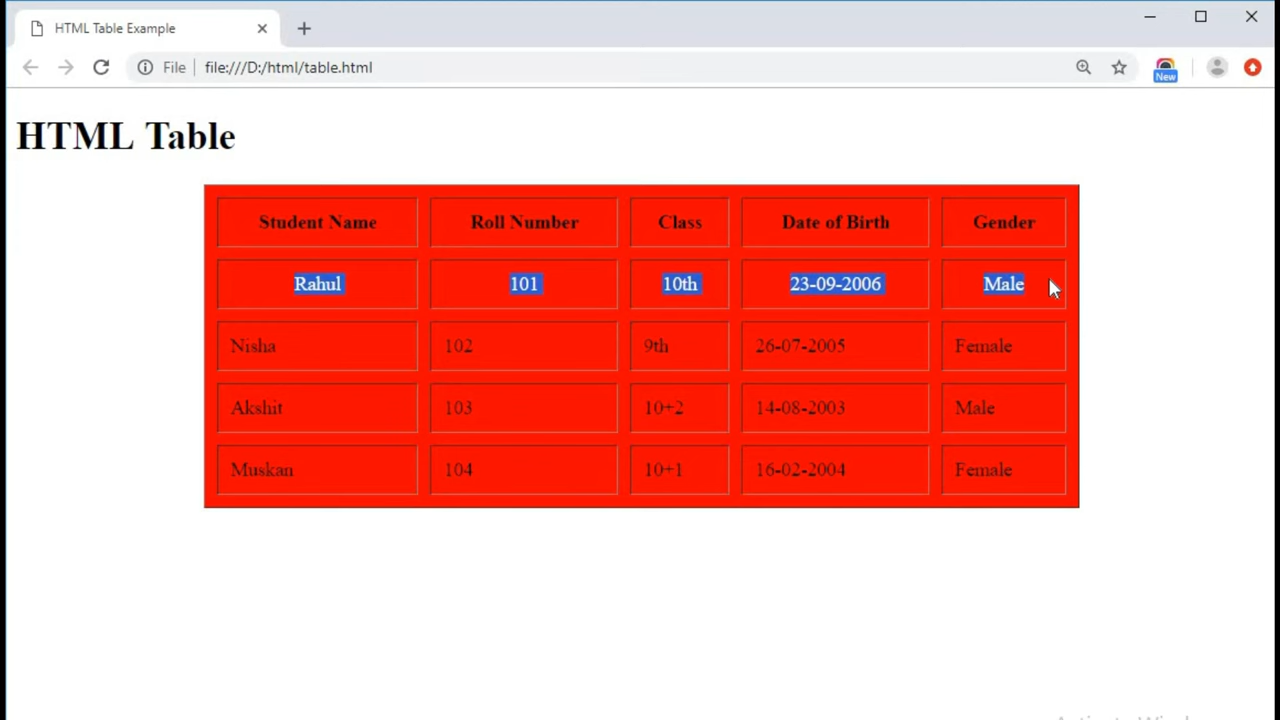 HTML Table Example
File file:///D:/html/table.html
New
HTML Table
Student Name Roll Number Class Date of Birth Gender
Rahul 101 10th 23-09-2006 Male
Nisha 102 9th 26-07-2005 Female
Akshit 103 10+2 14-08-2003 Male
Muskan 104 10+1 16-02-2004 Female